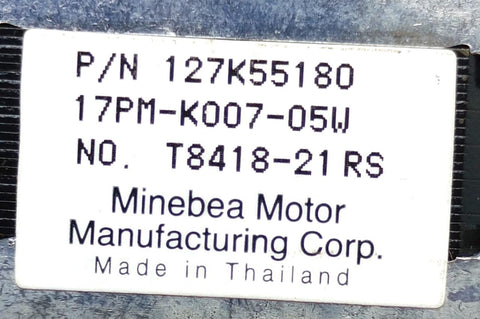 P/N 127K55180
17PM-K007-05W
NO. T8418-21 RS
Minebea Motor
Manufacturing Corp.
Made in Thailand